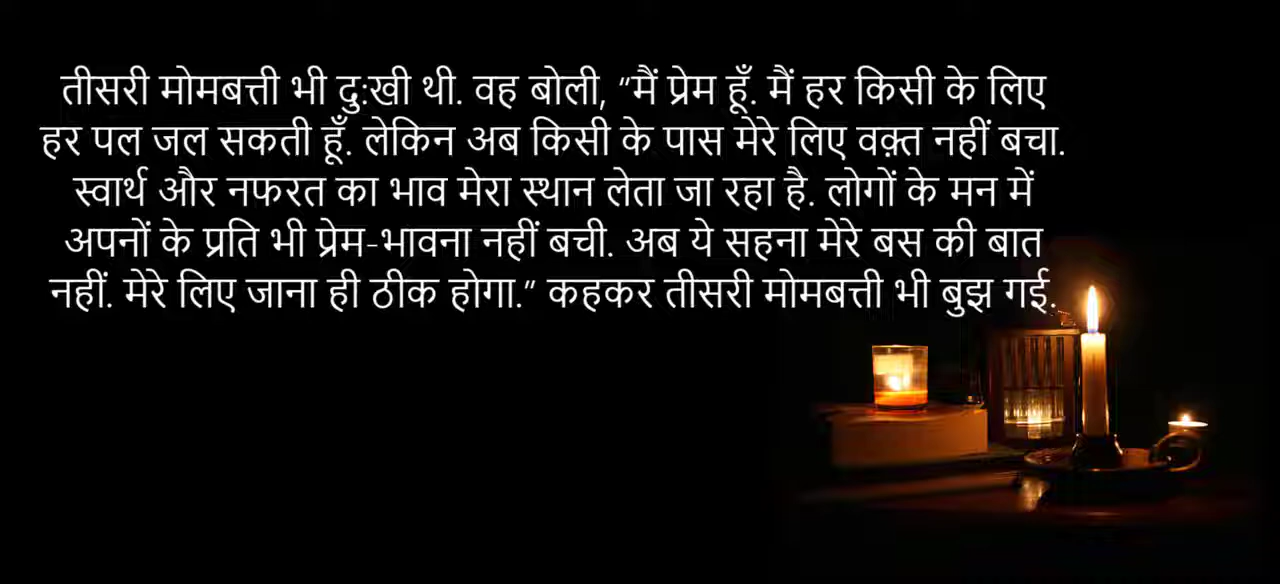 तीसरी मोमबत्ती भी दु:खी थी. वह बोली, “मैं प्रेम हूँ. मैं हर किसी के लिए
हर पल जल सकती हूँ. लेकिन अब किसी के पास मेरे लिए वक़्त नहीं बचा.
स्वार्थ और नफरत का भाव मेरा स्थान लेता जा रहा है. लोगों के मन में
अपनों के प्रति भी प्रेम-भावना नहीं बची. अब ये सहना मेरे बस की बात
नहीं. मेरे लिए जाना ही ठीक होगा.” कहकर तीसरी मोमबत्ती भी बुझ गई.